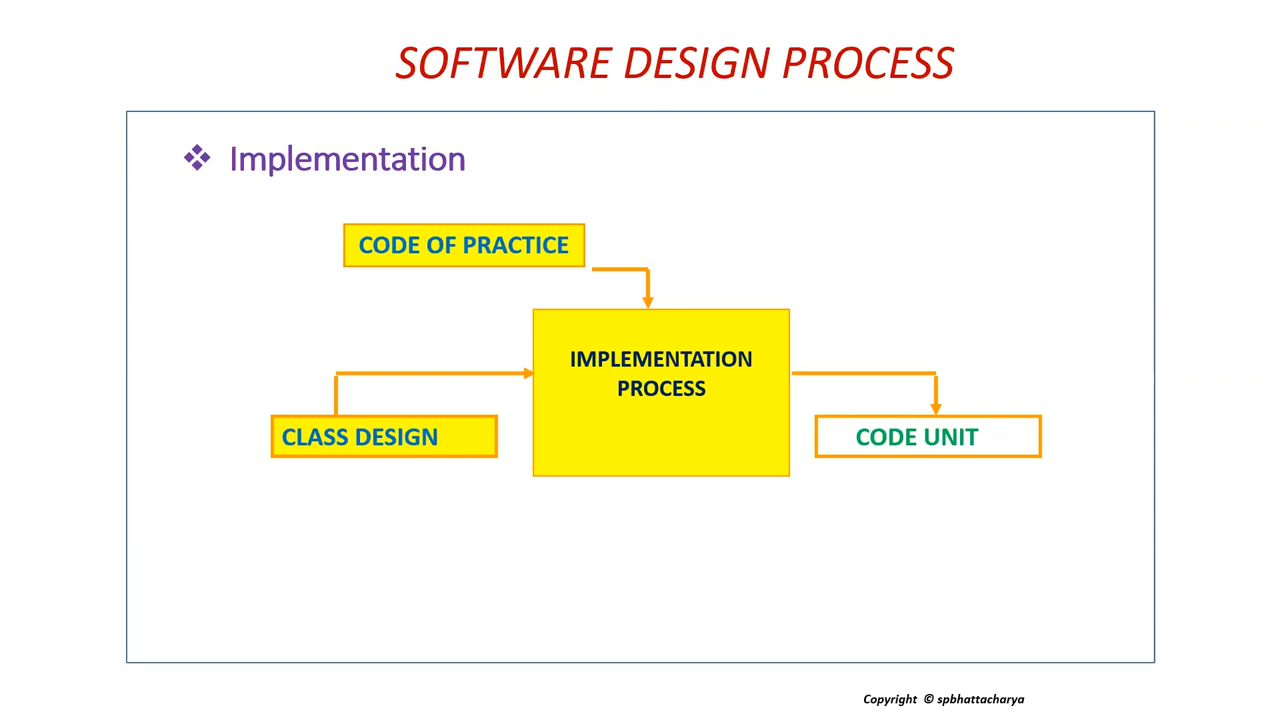 SOFTWARE DESIGN PROCESS
Implementation
CODE OF PRACTICE
IMPLEMENTATION
PROCESS
CLASS DESIGN
CODE UNIT
Copyright © spbhattacharya